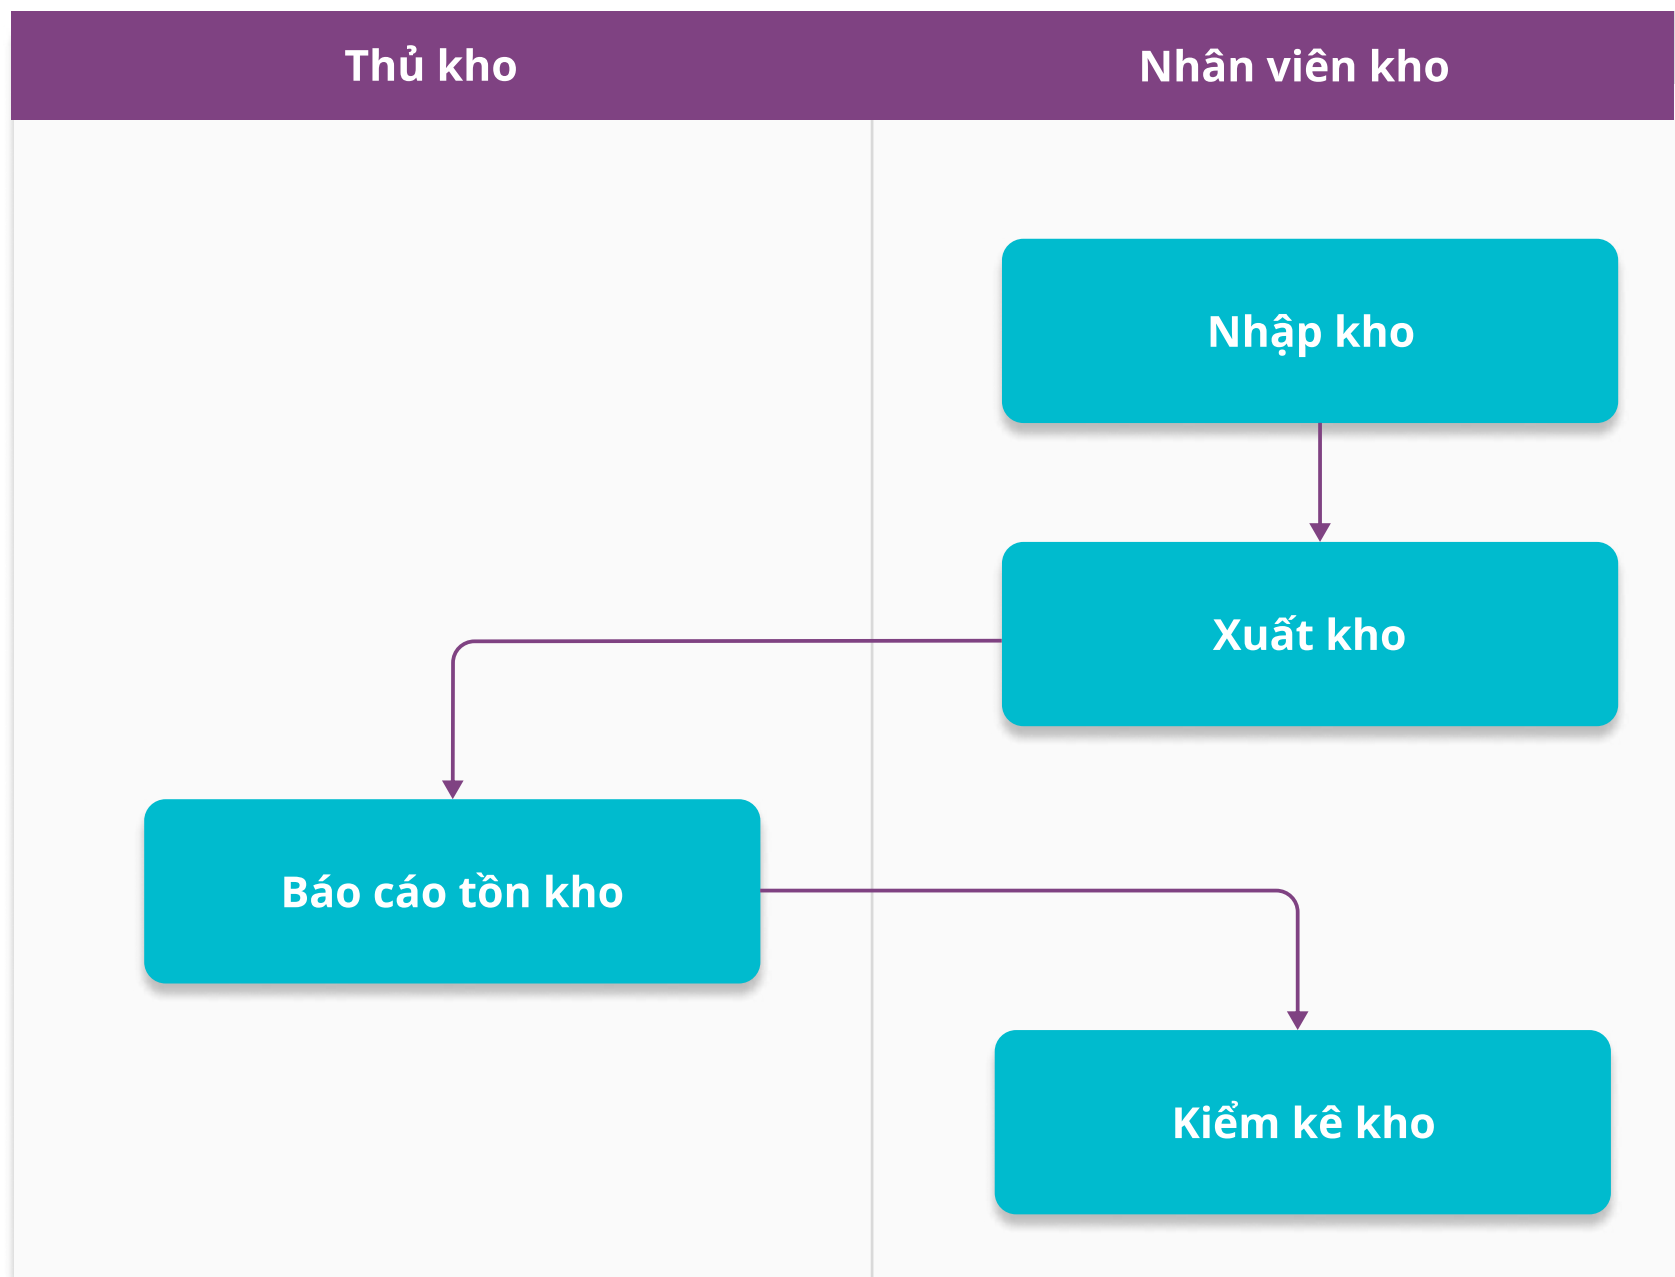 Thủ kho
Nhân viên kho
Nhập kho
Xuất kho
Báo cáo tồn kho
Kiểm kê kho